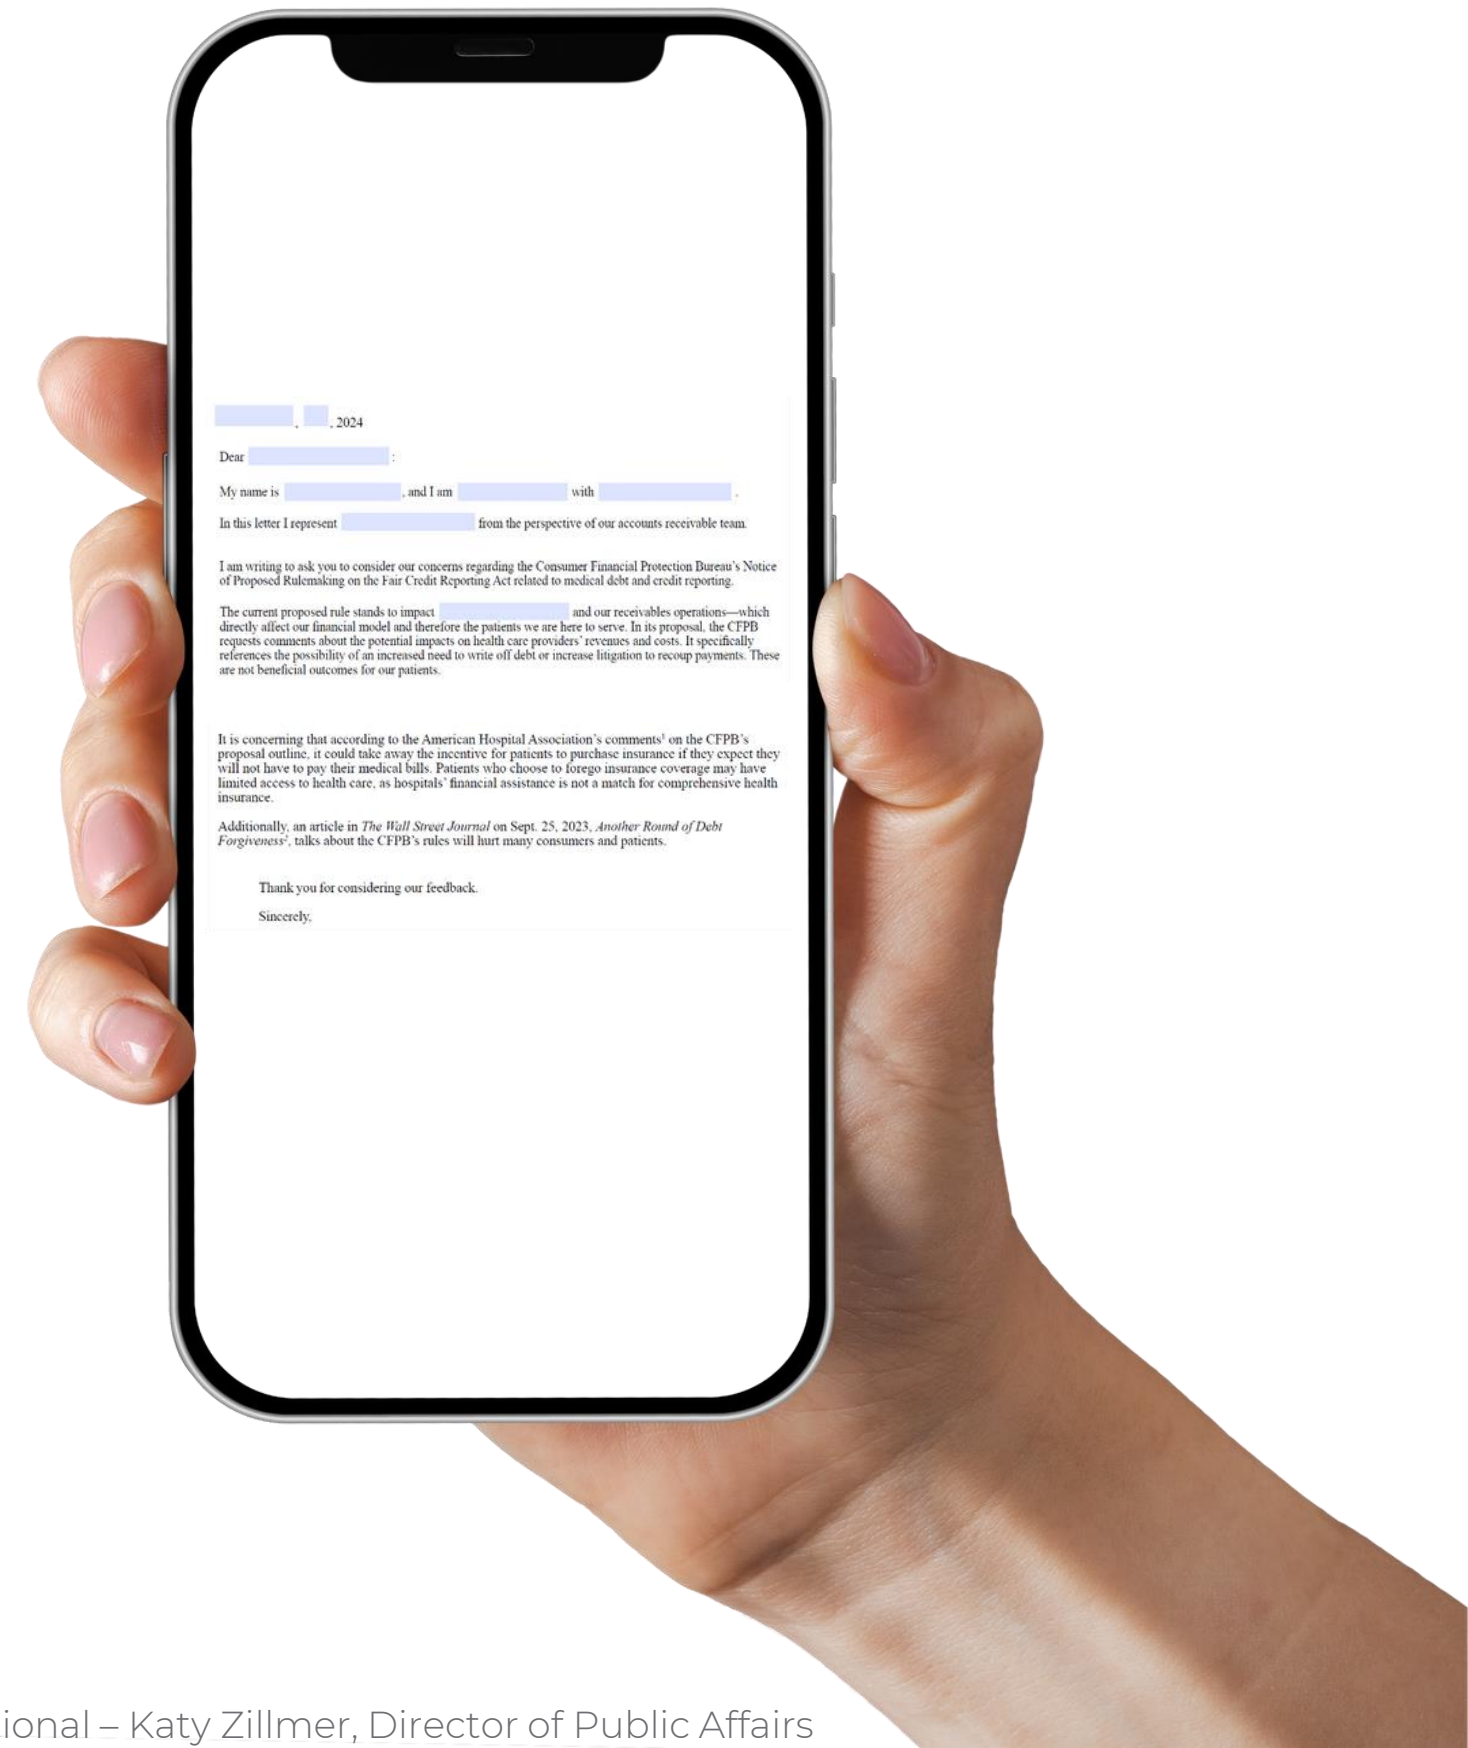 , , 2024
Dear :
My name is , and I am with .
In this letter I represent from the perspective of our accounts receivable team.
I am writing to ask you to consider our concerns regarding the Consumer Financial Protection Bureau's Notice
of Proposed Rulemaking on the Fair Credit Reporting Act related to medical debt and credit reporting.
The current proposed rule stands to impact and our receivables operations—which
directly affect our financial model and therefore the patients we are here to serve. In its proposal, the CFPB
requests comments about the potential impacts on health care providers' revenues and costs. It specifically
references the possibility of an increased need to write off debt or increase litigation to recoup payments. These
are not beneficial outcomes for our patients.
It is concerning that according to the American Hospital Association's comments¹ on the CFPB's
proposal outline, it could take away the incentive for patients to purchase insurance if they expect they
will not have to pay their medical bills. Patients who choose to forego insurance coverage may have
limited access to health care, as hospitals' financial assistance is not a match for comprehensive health
insurance.
Additionally, an article in The Wall Street Journal on Sept. 25, 2023, Another Round of Debt
Forgiveness², talks about the CFPB's rules will hurt many consumers and patients.
Thank you for considering our feedback.
Sincerely,
ional – Katy Zillmer, Director of Public Affairs